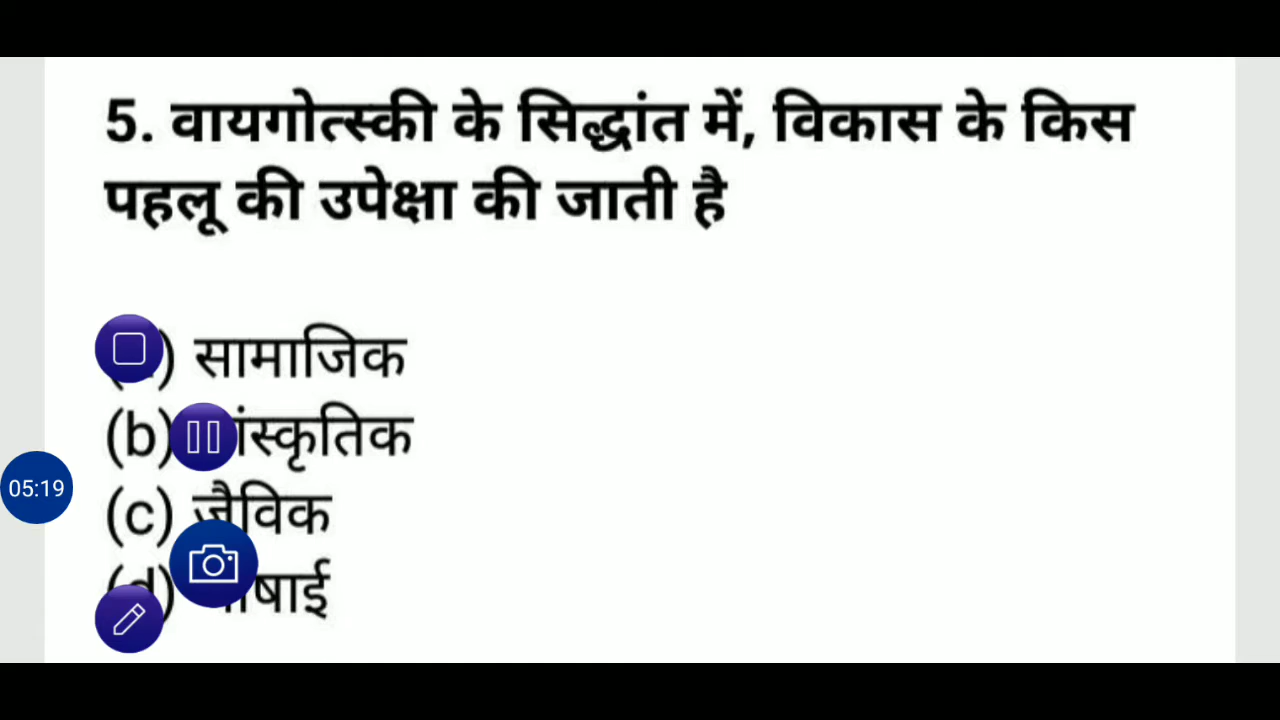 5. वायगोत्स्की के सिद्धांत में, विकास के किस
पहलू की उपेक्षा की जाती है
सामाजिक
(b)
(c) जैविक
05:19